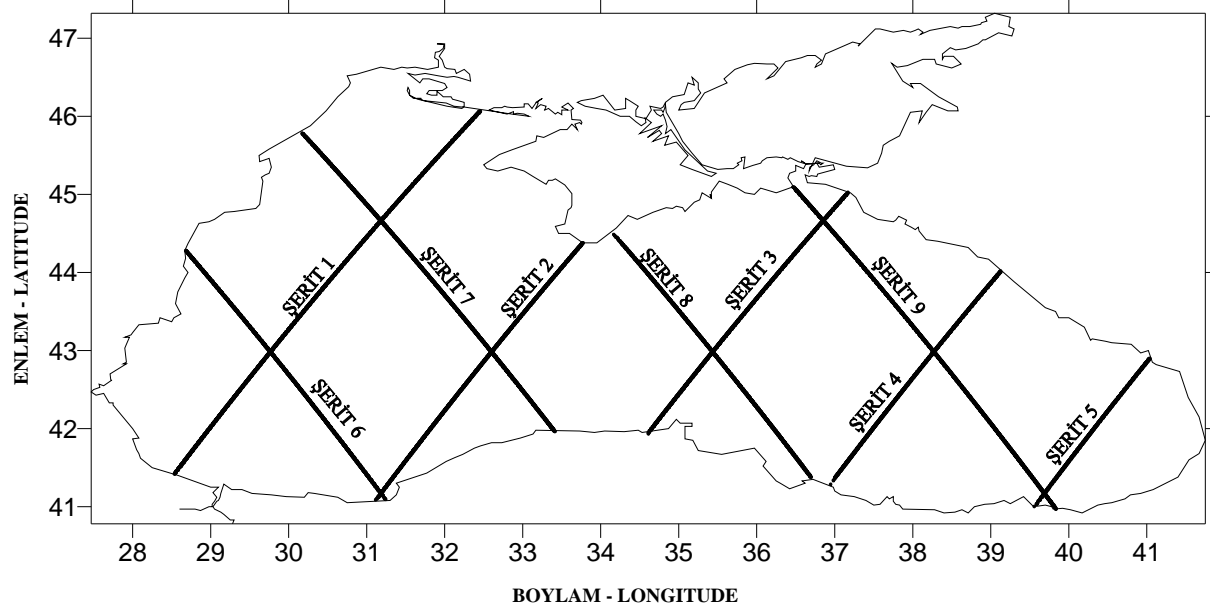 47
46
45
44
43
42
41
ENLEM - LATITUDE
ŞERİT 1
ŞERİT 7
ŞERİT 2
ŞERİT 8
ŞERİT 3
ŞERİT 9
ŞERİT 6
ŞERİT 4
ŞERİT 5
28 29 30 31 32 33 34 35 36 37 38 39 40 41
BOYLAM - LONGITUDE